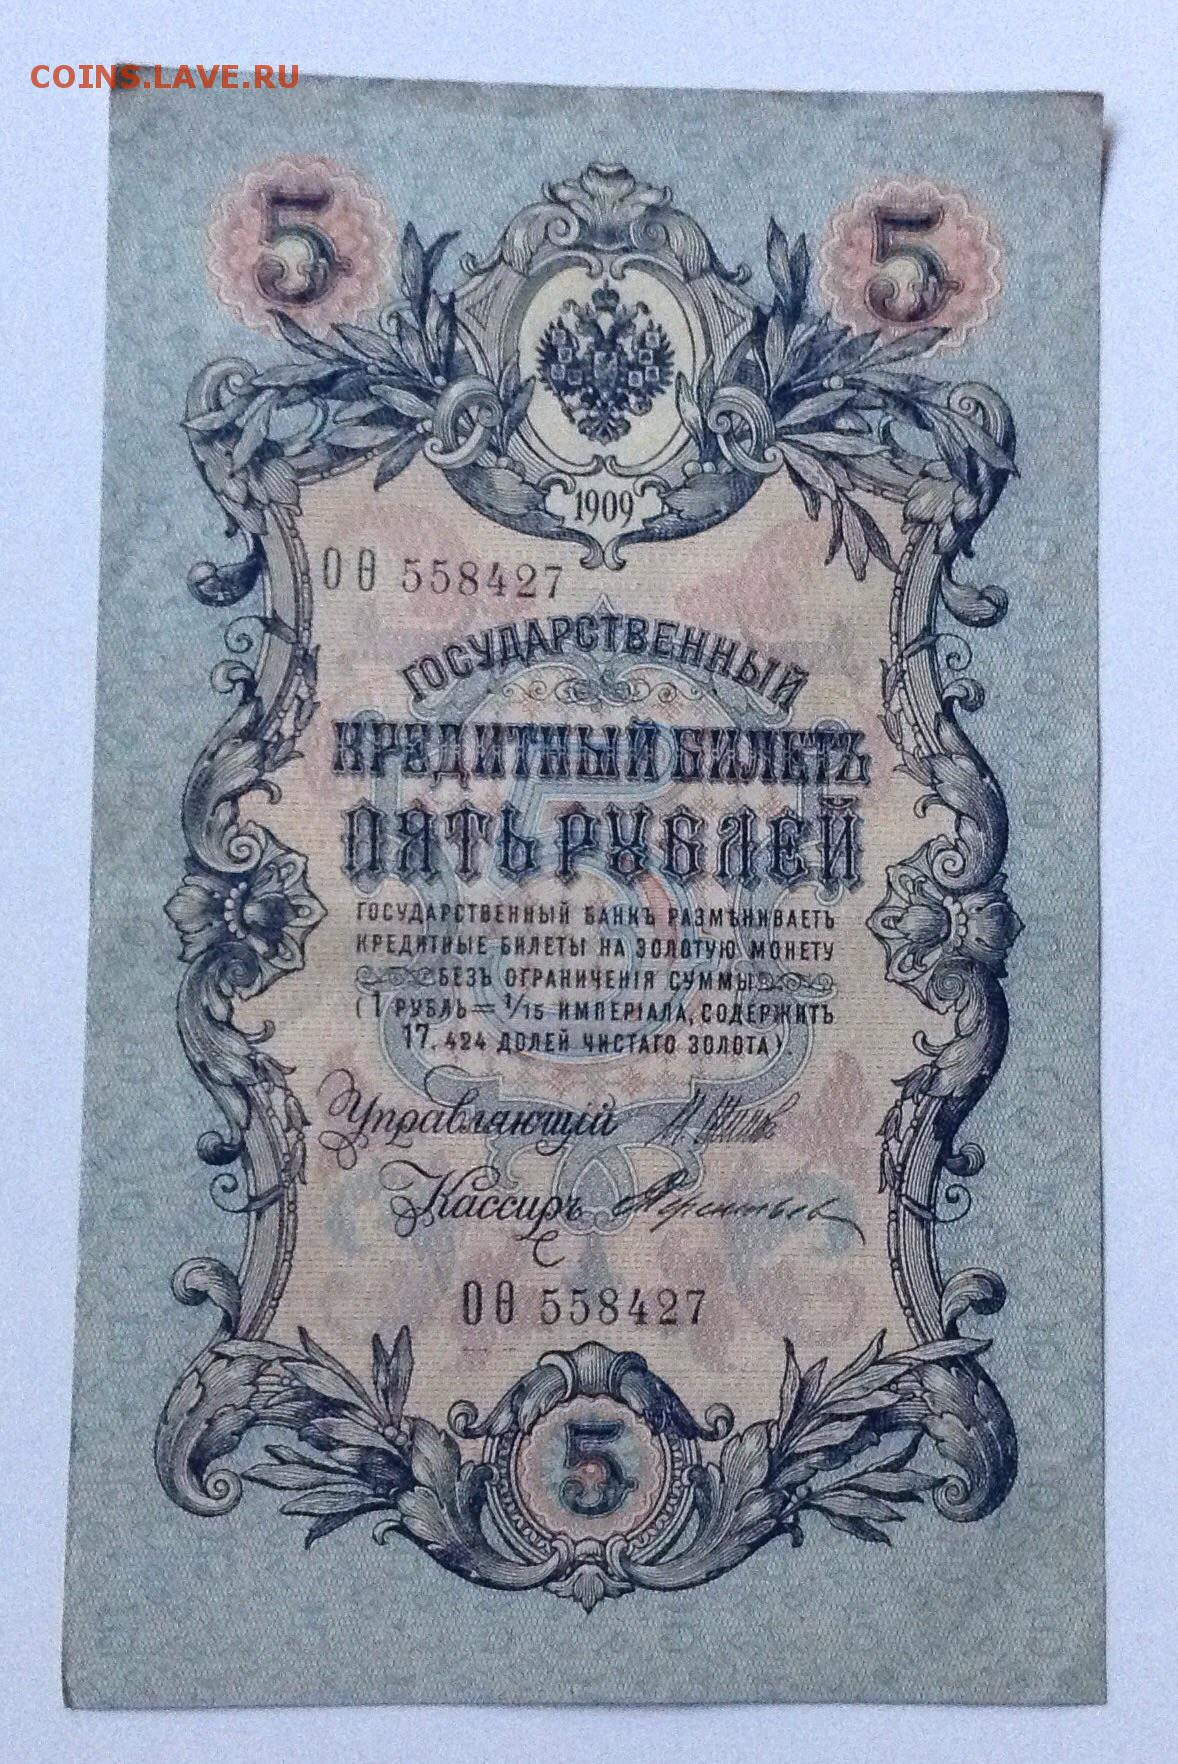 COINS.LAVE.RU
5 5
1909
ОѲ 558427
ГОСУДАРСТВЕННЫЙ
КРЕДИТНЫЙ БИЛЕТЪ
ПЯТЬ РУБЛЕЙ
ГОСУДАРСТВЕННЫЙ БАНКЪ РАЗМѢНИВАЕТЪ
КРЕДИТНЫЕ БИЛЕТЫ НА ЗОЛОТУЮ МОНЕТУ
БЕЗЪ ОГРАНИЧЕНІЯ СУММЫ
(1 РУБЛЬ = 1/15 ИМПЕРІАЛА, СОДЕРЖИТЪ
17,424 ДОЛЕЙ ЧИСТАГО ЗОЛОТА).
Управляющій
Кассиръ
ОѲ 558427
5